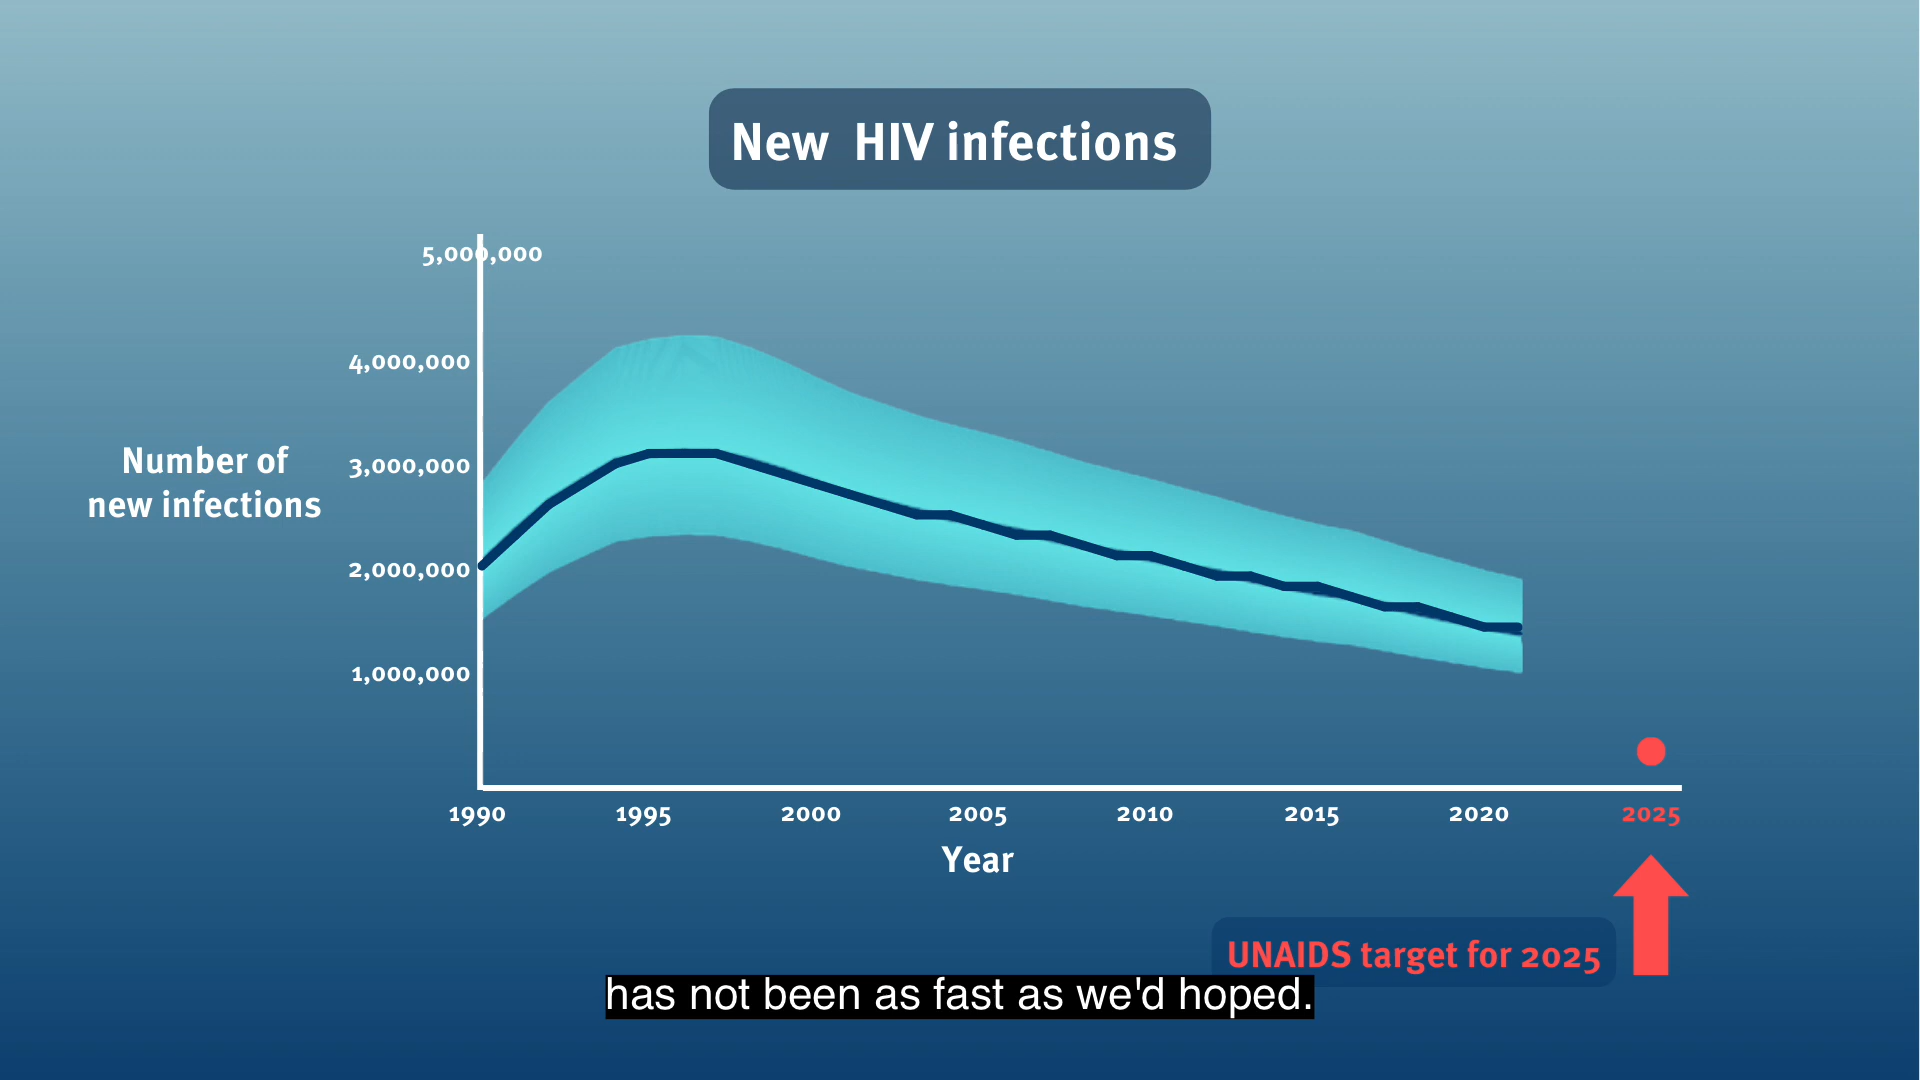 New HIV infections
5,000,000
4,000,000
3,000,000
2,000,000
1,000,000
Number of
new infections
1990 1995 2000 2005 2010 2015 2020 2025
Year
UNAIDS target for 2025
has not been as fast as we'd hoped.